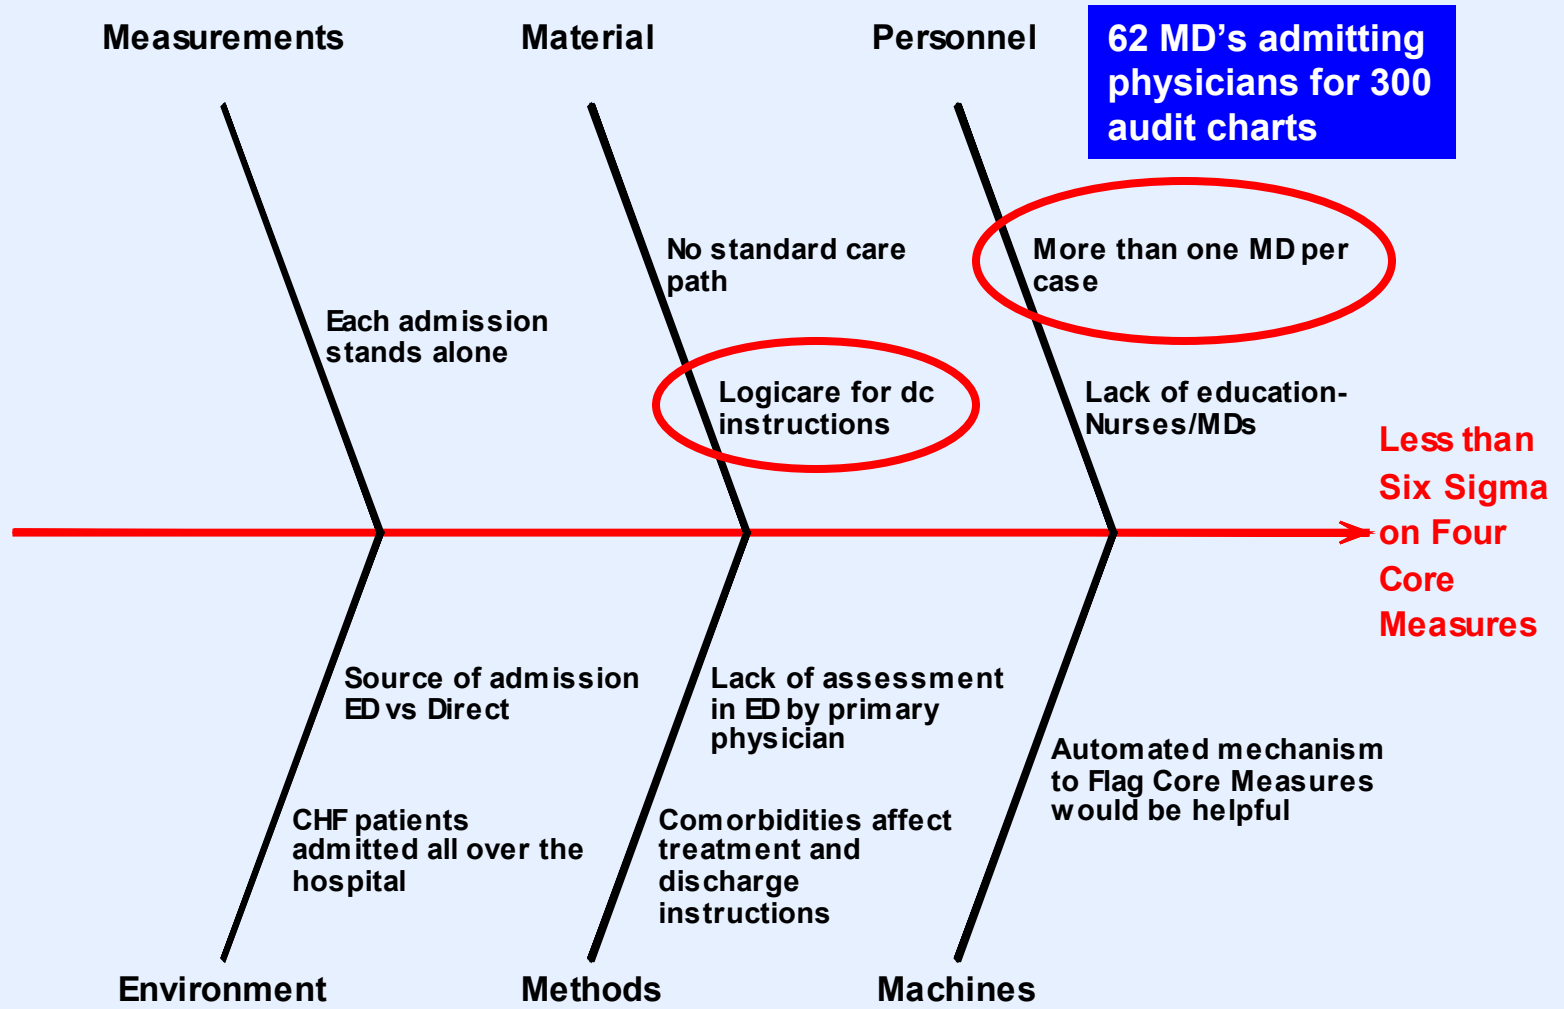 Measurements
Material
Personnel
62 MD’s admitting
physicians for 300
audit charts
No standard care
path
More than one MD per
case
Each admission
stands alone
Logicare for dc
instructions
Lack of education-
Nurses/MDs
Less than
Six Sigma
on Four
Core
Measures
Source of admission
ED vs Direct
Lack of assessment
in ED by primary
physician
Automated mechanism
to Flag Core Measures
would be helpful
CHF patients
admitted all over the
hospital
Comorbidities affect
treatment and
discharge
instructions
Environment
Methods
Machines